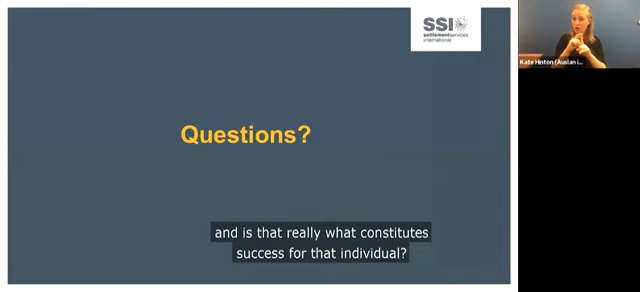 SSI
settlement services
international
Kate Hinton (Auslan i...
Questions?
and is that really what constitutes
success for that individual?